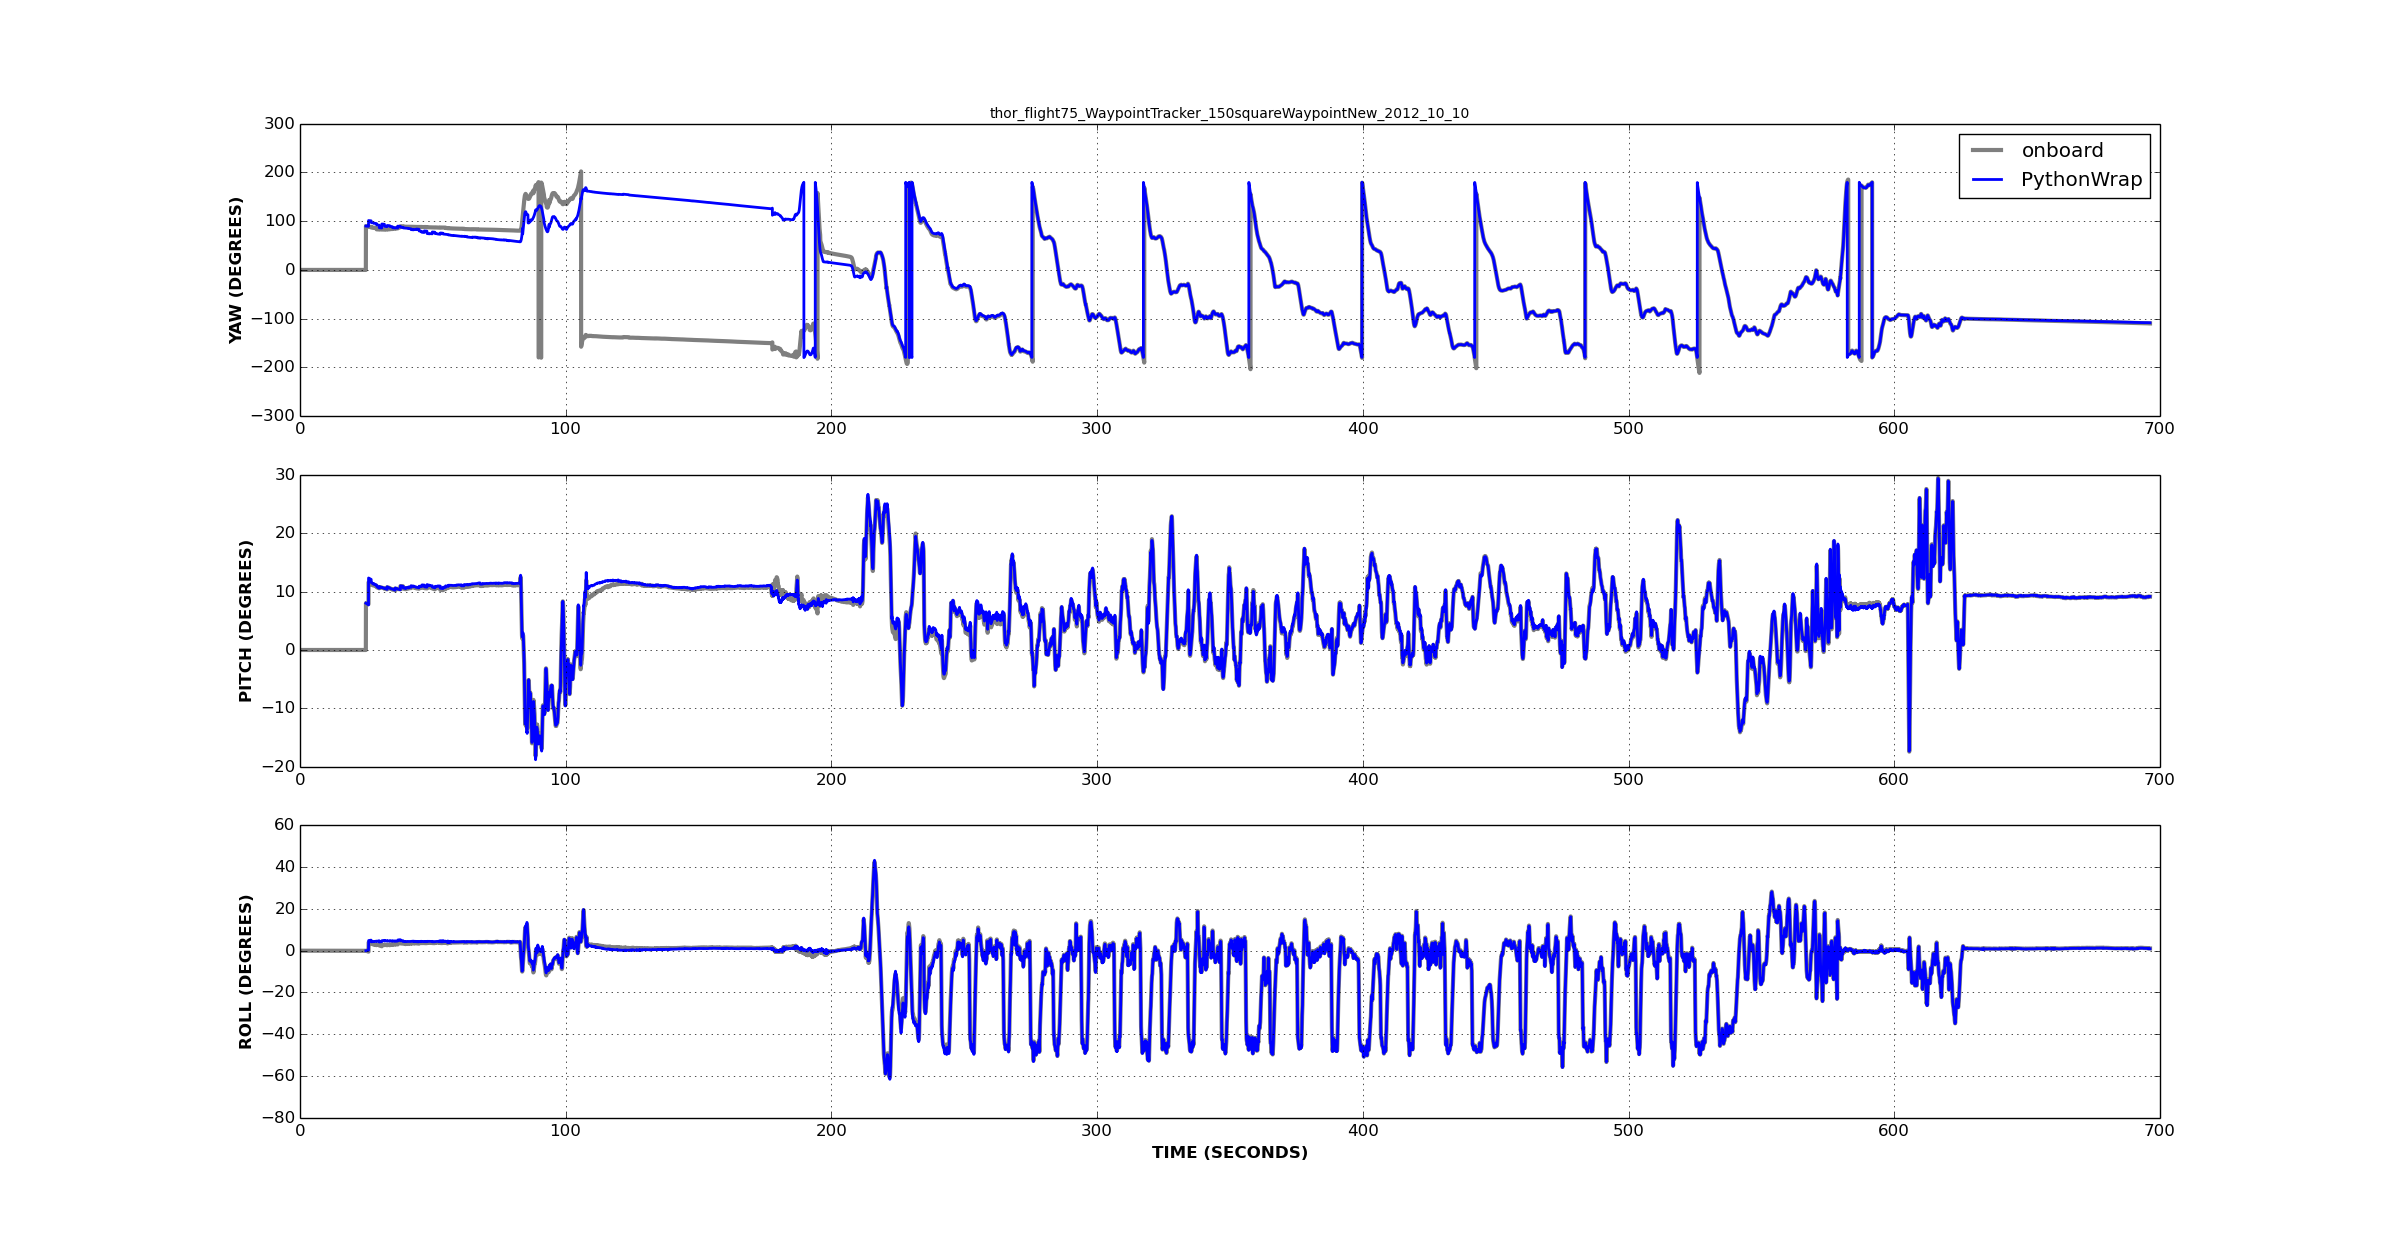 thor_flight75_WaypointTracker_150squareWaypointNew_2012_10_10
300
200
100
0
−100
−200
−300
YAW (DEGREES)
onboard
PythonWrap
0 100 200 300 400 500 600 700
30
20
10
0
−10
−20
PITCH (DEGREES)
0 100 200 300 400 500 600 700
60
40
20
0
−20
−40
−60
−80
ROLL (DEGREES)
0 100 200 300 400 500 600 700
TIME (SECONDS)